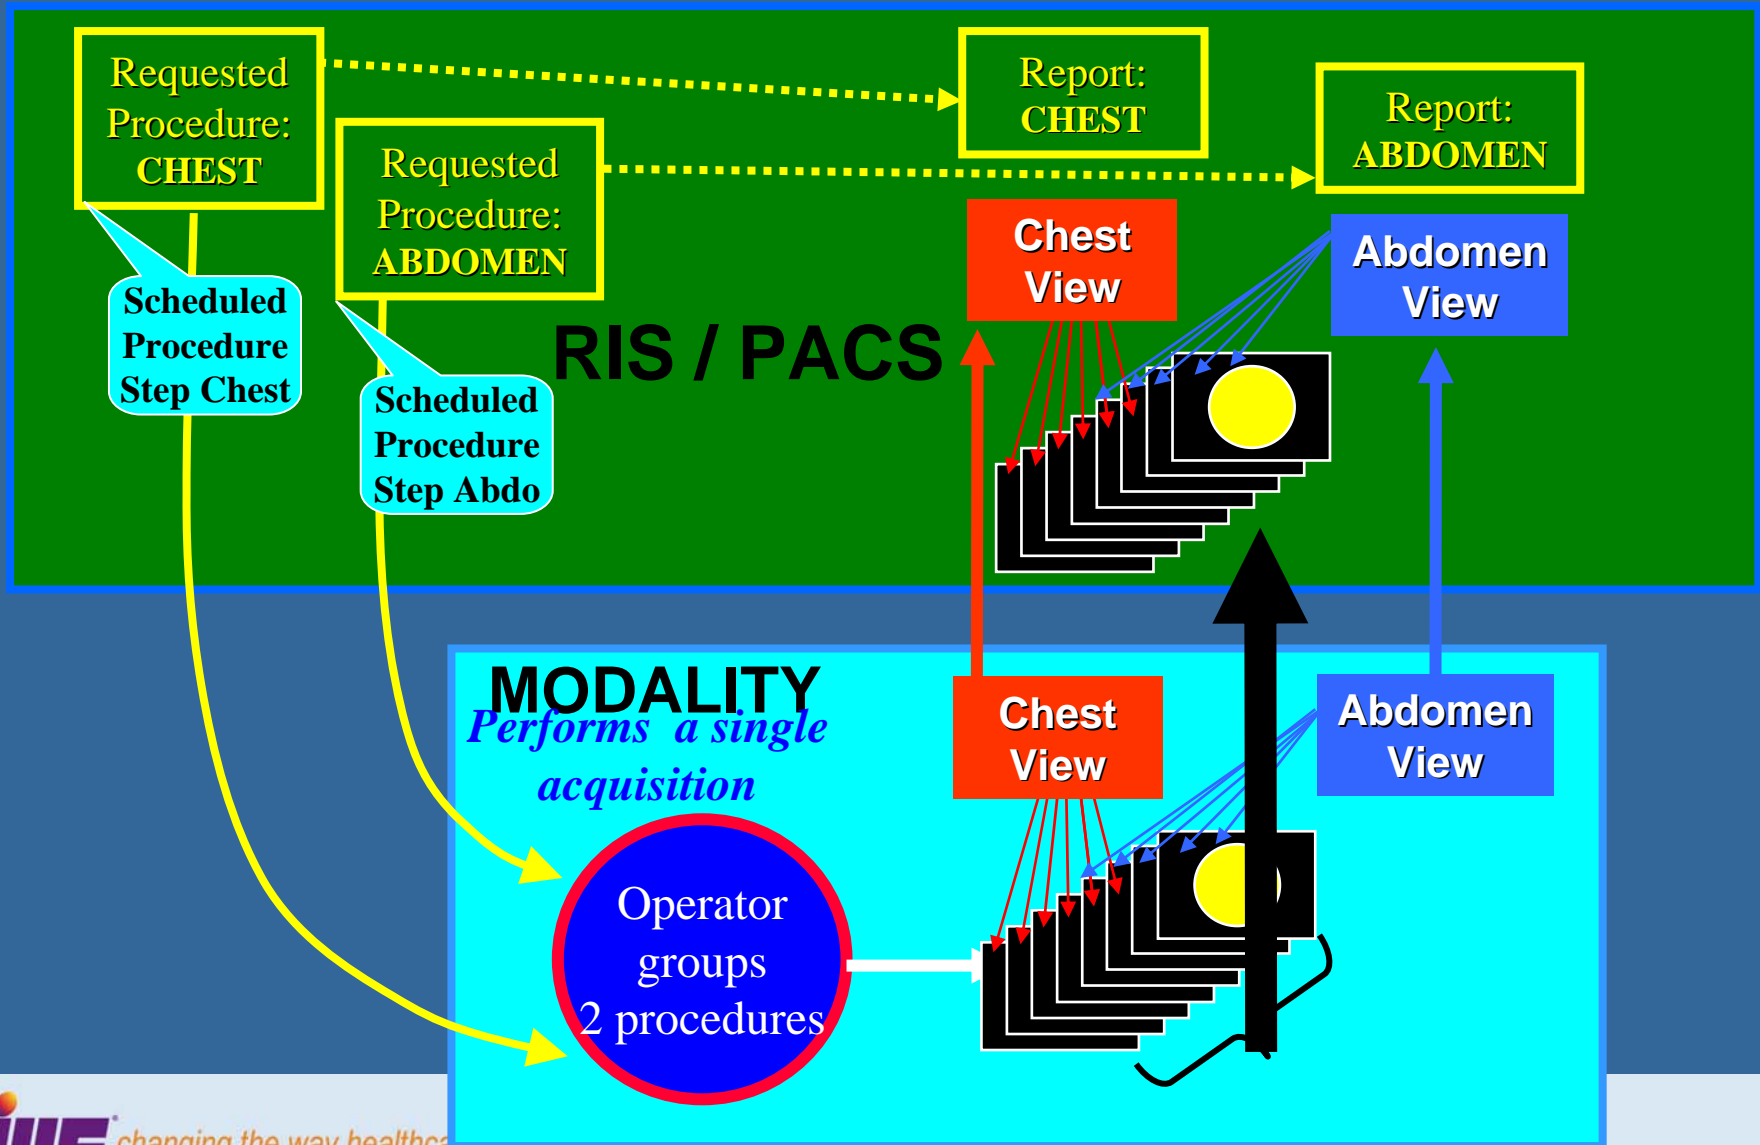 Requested
Procedure:
CHEST
Requested
Procedure:
ABDOMEN
Report:
CHEST
Report:
ABDOMEN
Scheduled
Procedure
Step Chest
Scheduled
Procedure
Step Abdo
RIS / PACS
Chest
View
Abdomen
View
MODALITY
Performs a single
acquisition
Chest
View
Abdomen
View
Operator
groups
2 procedures
IHE
changing the way healthca